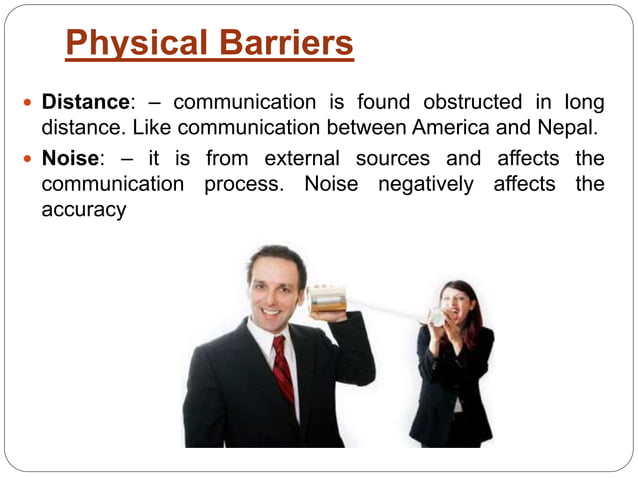 Physical Barriers
• Distance: – communication is found obstructed in long
distance. Like communication between America and Nepal.
• Noise: – it is from external sources and affects the
communication process. Noise negatively affects the
accuracy